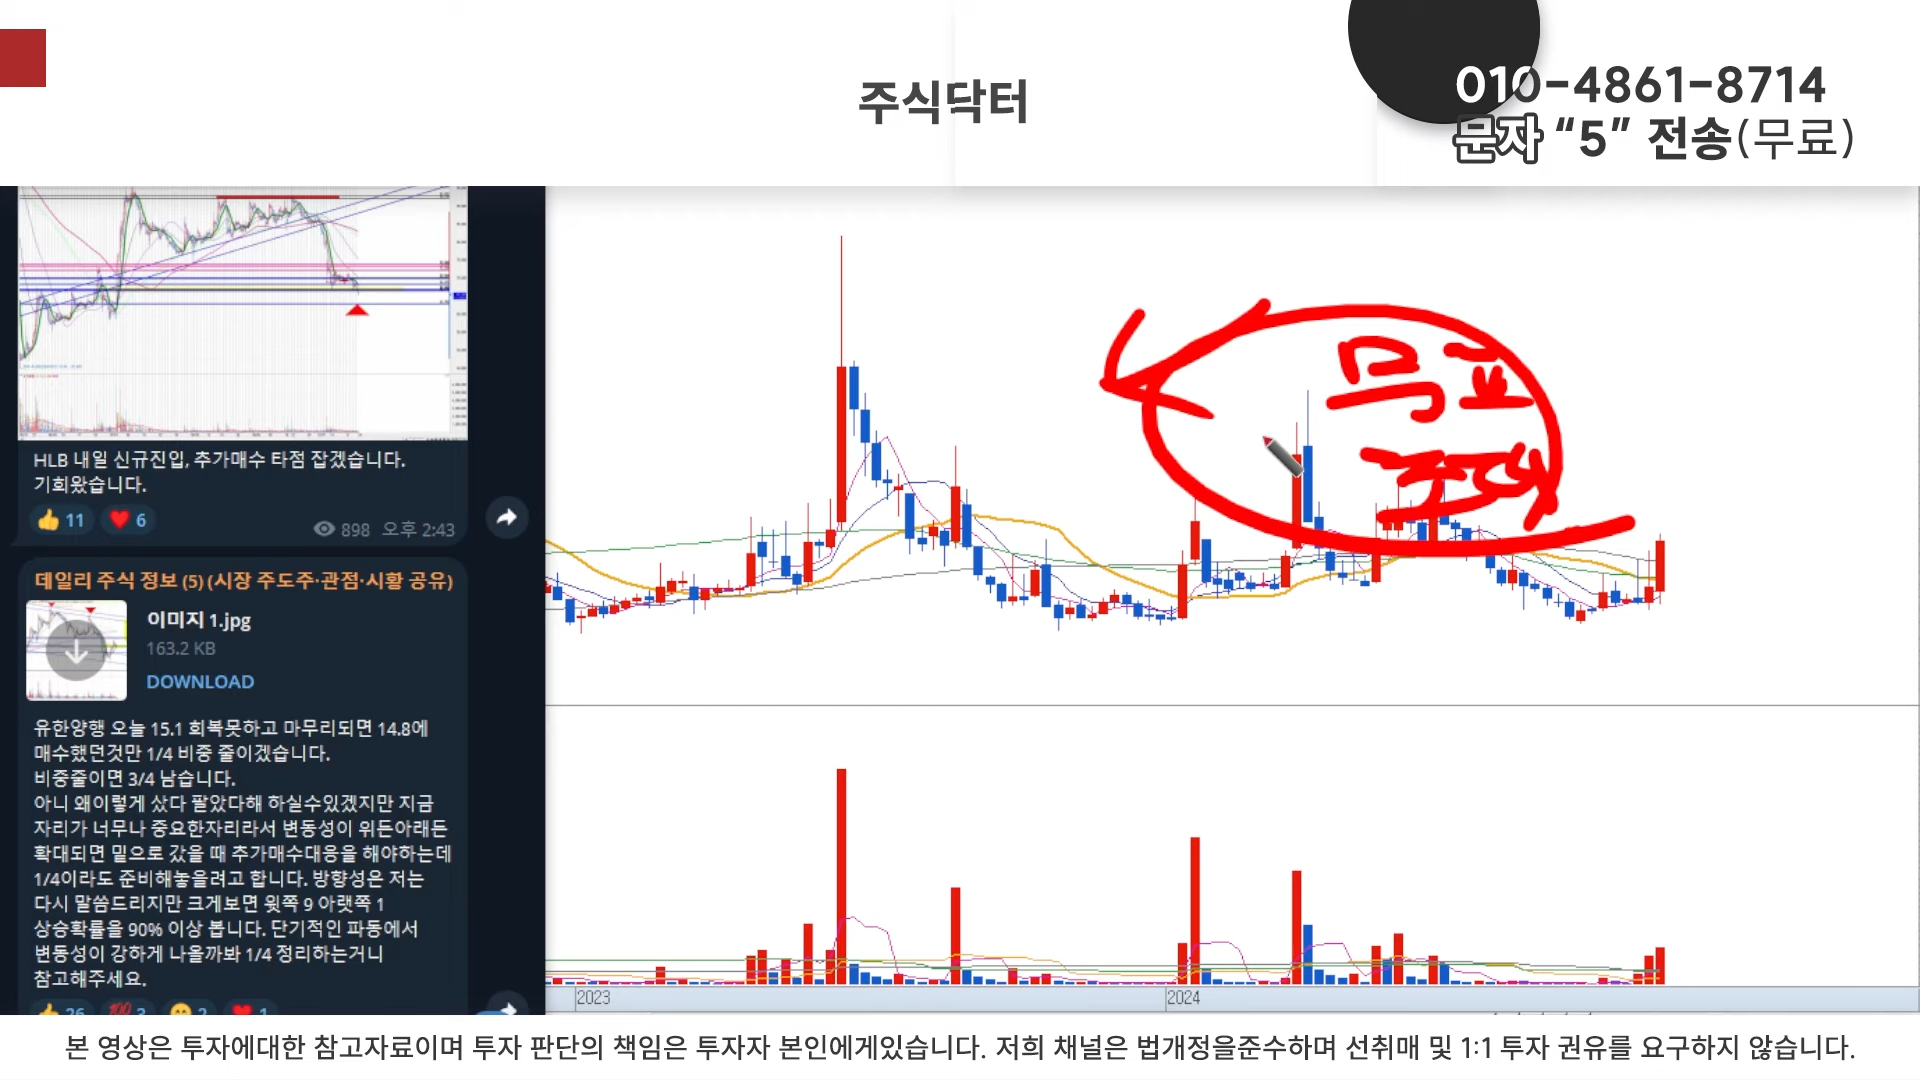 주식닥터
010-4861-8714
문자 “5” 전송(무료)
HLB 내일 신규진입, 추가매수 타점 잡겠습니다.
기회왔습니다.
11
6
898 오후 2:43
데일리 주식 정보 (5) (시장 주도주·관점·시황 공유)
이미지 1.jpg
163.2 KB
DOWNLOAD
유한양행 오늘 15.1 회복못하고 마무리되면 14.8에
매수했던것만 1/4 비중 줄이겠습니다.
비중줄이면 3/4 남습니다.
아니 왜이렇게 샀다 팔았다해 하실수있겠지만 지금
자리가 너무나 중요한자리라서 변동성이 위든아래든
확대되면 밑으로 갔을 때 추가매수대응을 해야하는데
1/4이라도 준비해놓을려고 합니다. 방향성은 저는
다시 말씀드리지만 크게보면 윗쪽 9 아랫쪽 1
상승확률을 90% 이상 봅니다. 단기적인 파동에서
변동성이 강하게 나올까봐 1/4 정리하는거니
참고해주세요.
26 3 2 1
2023
2024
본 영상은 투자에대한 참고자료이며 투자 판단의 책임은 투자자 본인에게있습니다. 저희 채널은 법개정을준수하며 선취매 및 1:1 투자 권유를 요구하지 않습니다.